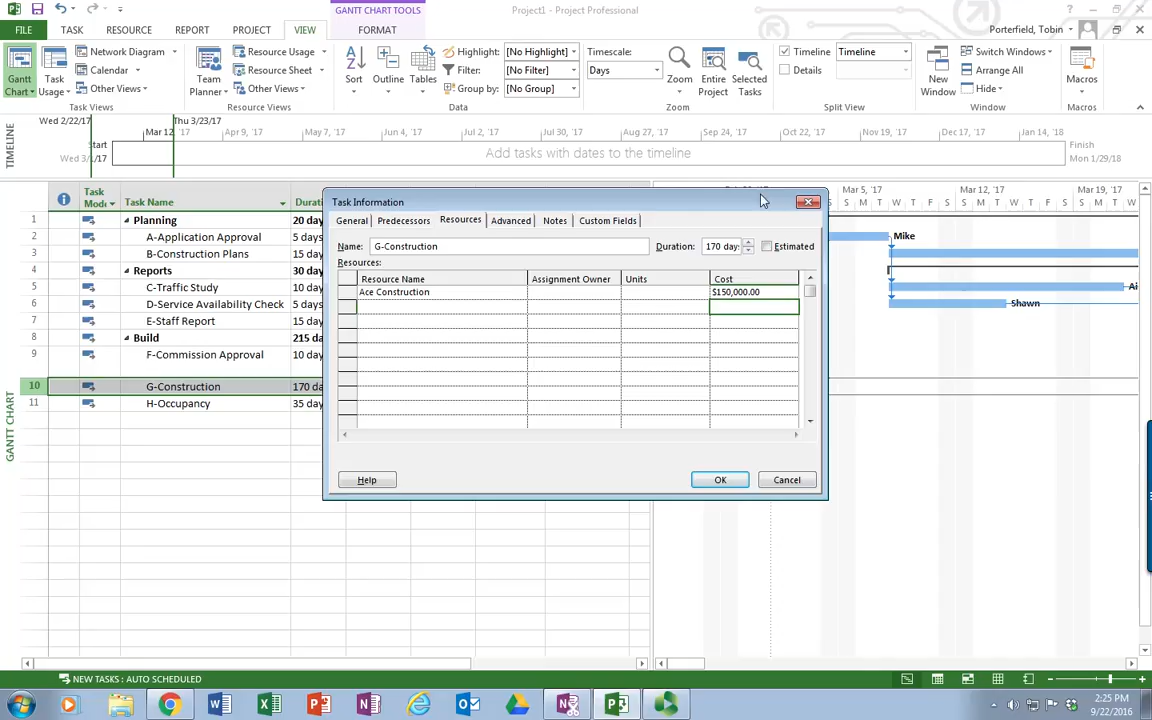 GANTT CHART TOOLS
Project1 - Project Professional
FILE TASK RESOURCE REPORT PROJECT VIEW FORMAT
Porterfield, Tobin
Gantt Chart
Task Usage
Network Diagram
Calendar
Other Views
Task Views
Team Planner
Resource Usage
Resource Sheet
Other Views
Resource Views
Sort
Outline
Tables
Highlight: [No Highlight]
Filter: [No Filter]
Group by: [No Group]
Data
Timescale:
Days
Zoom
Entire Project
Selected Tasks
Zoom
Timeline Timeline
Details
Split View
New Window
Switch Windows
Arrange All
Hide
Window
Macros
Macros
TIMELINE
Wed 2/22/17 Thu 3/23/17
Mar 12, '17 Apr 9, '17 May 7, '17 Jun 4, '17 Jul 2, '17 Jul 30, '17 Aug 27, '17 Sep 24, '17 Oct 22, '17 Nov 19, '17 Dec 17, '17 Jan 14, '18
Start
Wed 3/1/17
Add tasks with dates to the timeline
Finish
Mon 1/29/18
GANTT CHART
Task Mode Task Name
1 Planning 20 day
2 A-Application Approval 5 days
3 B-Construction Plans 15 day
4 Reports 30 day
5 C-Traffic Study 10 day
6 D-Service Availability Check 5 days
7 E-Staff Report 15 day
8 Build 215 da
9 F-Commission Approval 10 day
10 G-Construction 170 da
11 H-Occupancy 35 day
Task Information
General Predecessors Resources Advanced Notes Custom Fields
Name: G-Construction Duration: 170 day: Estimated
Resources:
Resource Name Assignment Owner Units Cost
Ace Construction $150,000.00
Help OK Cancel
Mar 5, '17 Mar 12, '17 Mar 19, '17
W T F S S M T W T F S S M T W T F S S M T W
Mike
Ai
Shawn
NEW TASKS : AUTO SCHEDULED
2:25 PM
9/22/2016